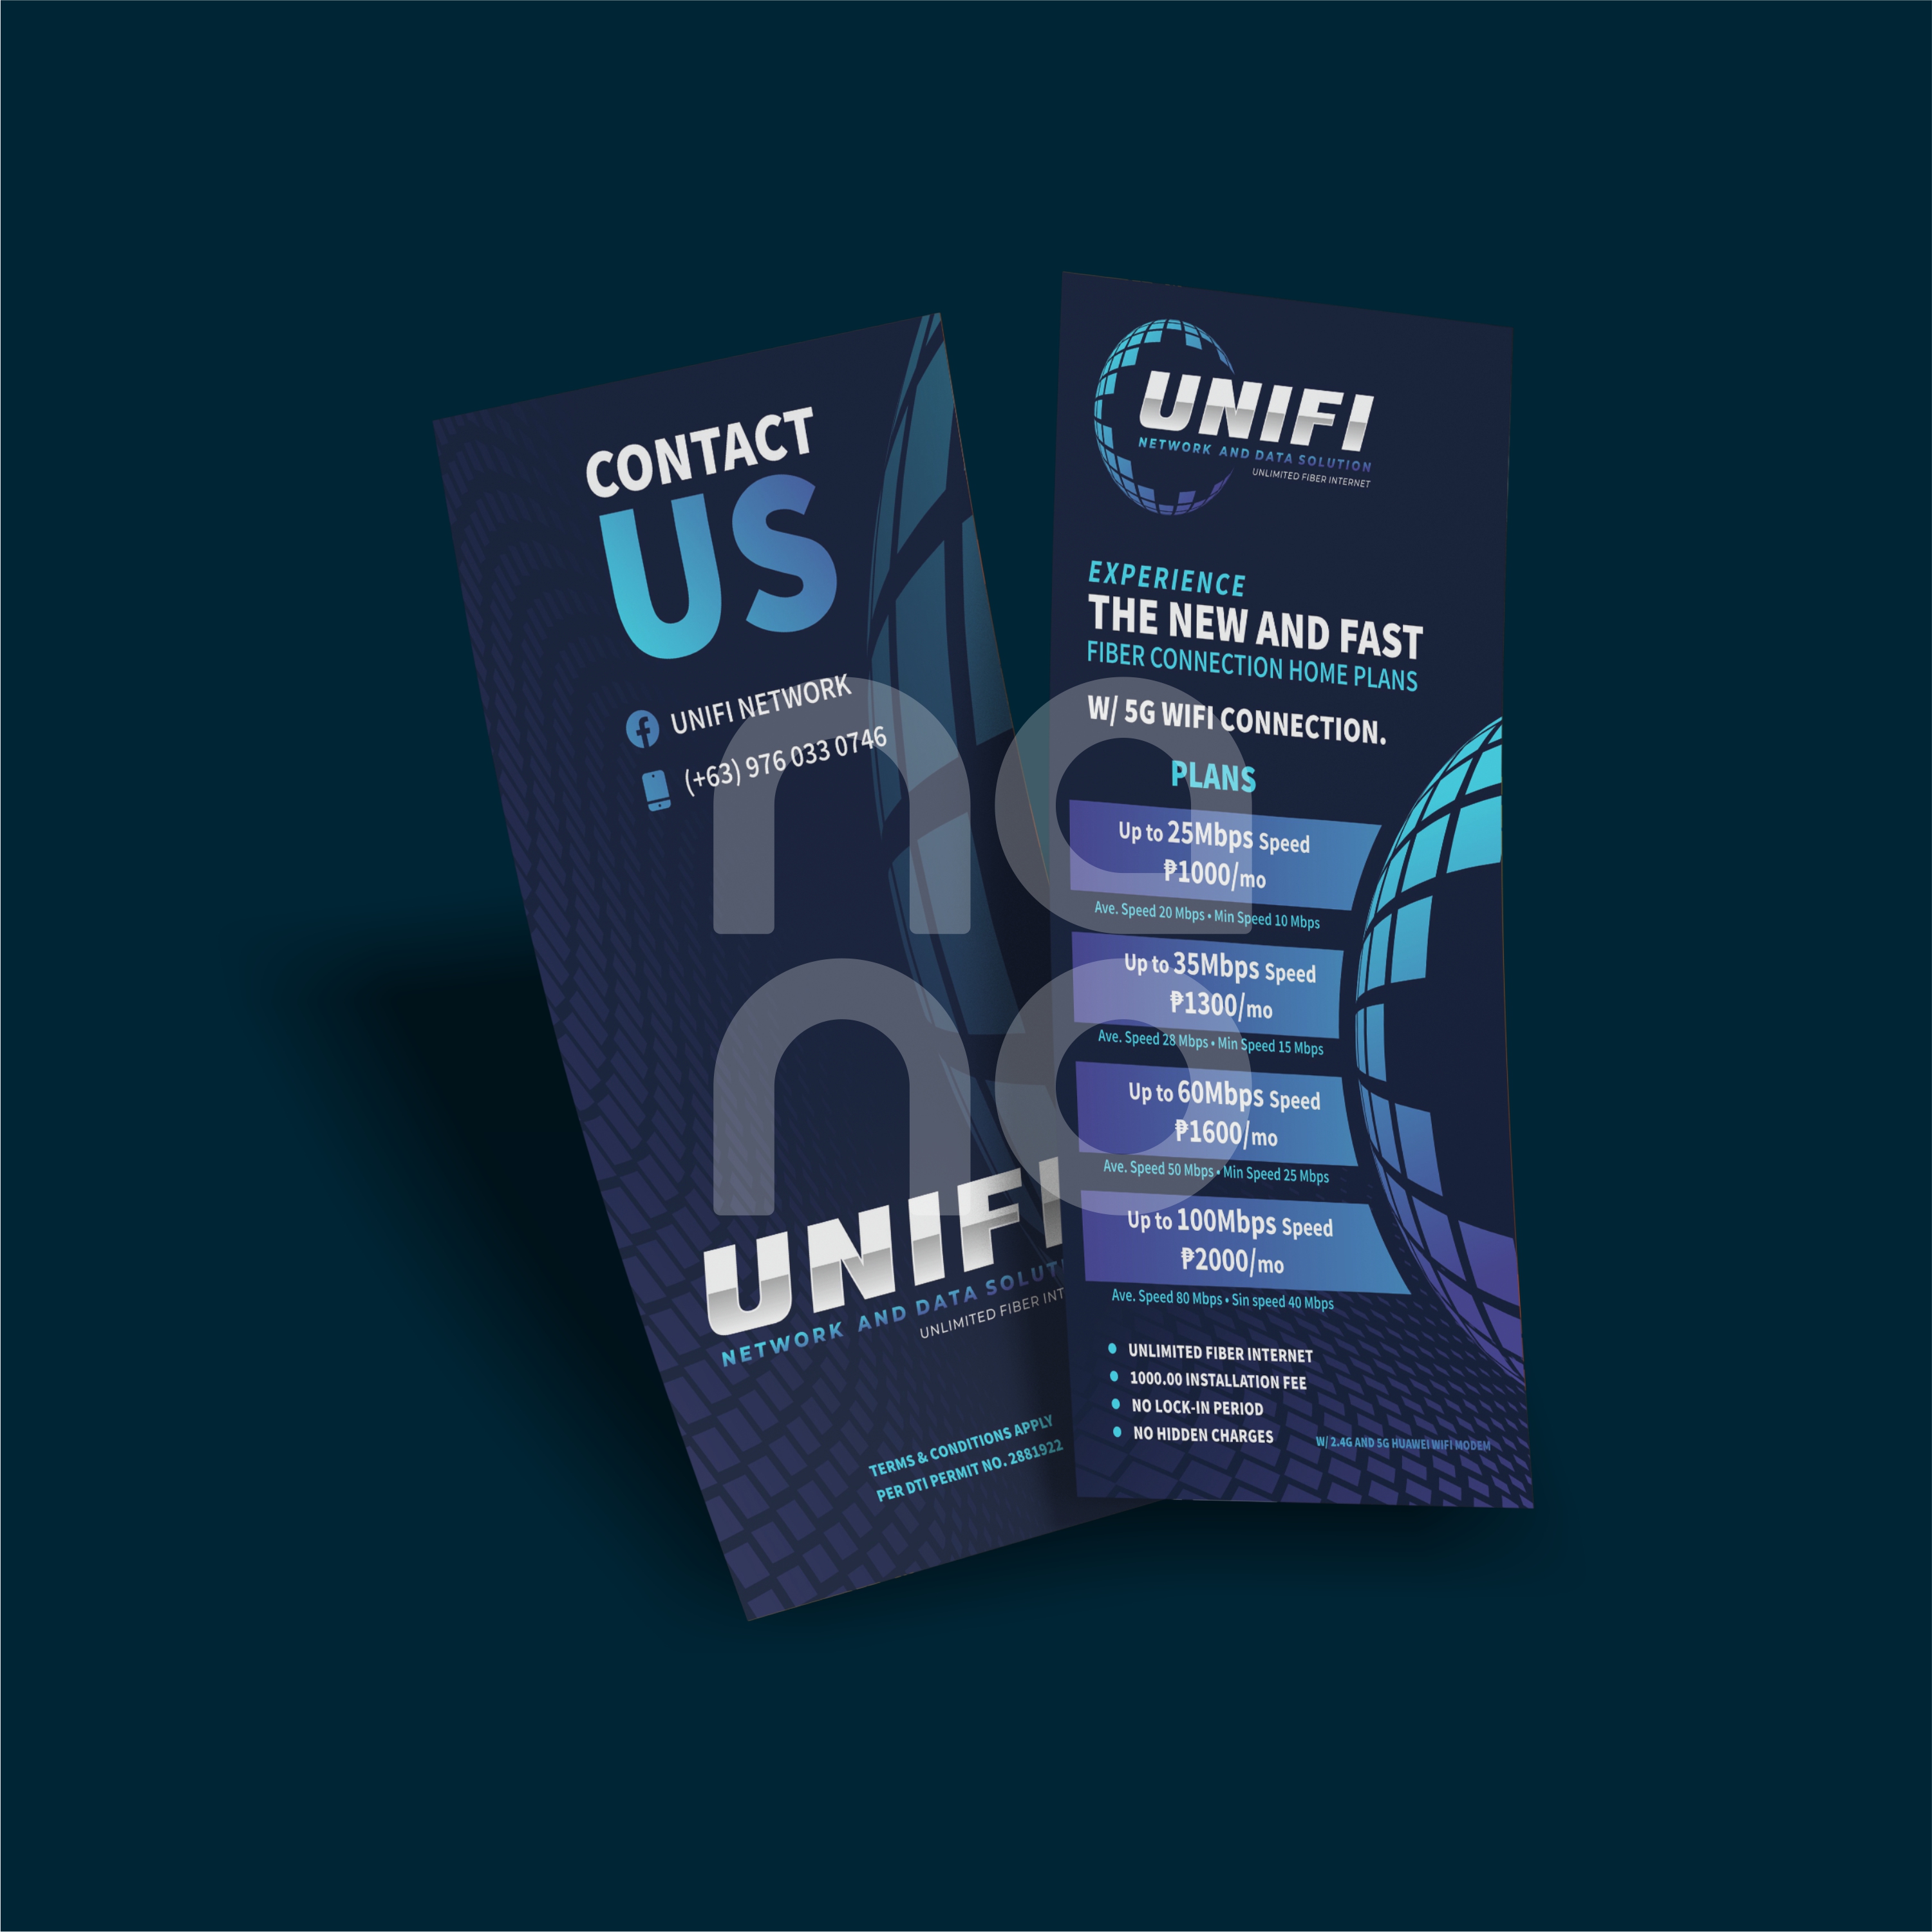 CONTACT
US
UNIFI NETWORK
(+63) 976 033 0746
UNIFI
NETWORK AND DATA SOLUT
UNLIMITED FIBER INT
TERMS & CONDITIONS APPLY
PER DTI PERMIT NO. 2881922
UNIFI
NETWORK AND DATA SOLUTION
UNLIMITED FIBER INTERNET
EXPERIENCE
THE NEW AND FAST
FIBER CONNECTION HOME PLANS
W/ 5G WIFI CONNECTION.
PLANS
Up to 25Mbps Speed
₱1000/mo
Ave. Speed 20 Mbps • Min Speed 10 Mbps
Up to 35Mbps Speed
₱1300/mo
Ave. Speed 28 Mbps • Min Speed 15 Mbps
Up to 60Mbps Speed
₱1600/mo
Ave. Speed 50 Mbps • Min Speed 25 Mbps
Up to 100Mbps Speed
₱2000/mo
Ave. Speed 80 Mbps • Sin speed 40 Mbps
• UNLIMITED FIBER INTERNET
• 1000.00 INSTALLATION FEE
• NO LOCK-IN PERIOD
• NO HIDDEN CHARGES
W/ 2.4G AND 5G HUAWEI WIFI MODEM
na
no